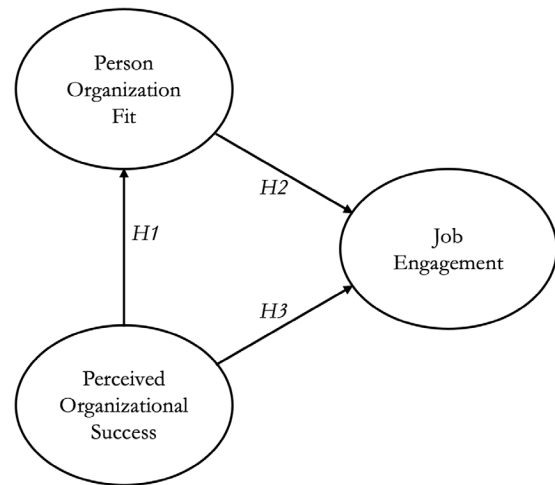 Person
Organization
Fit
H2
Job
Engagement
H1
H3
Perceived
Organizational
Success